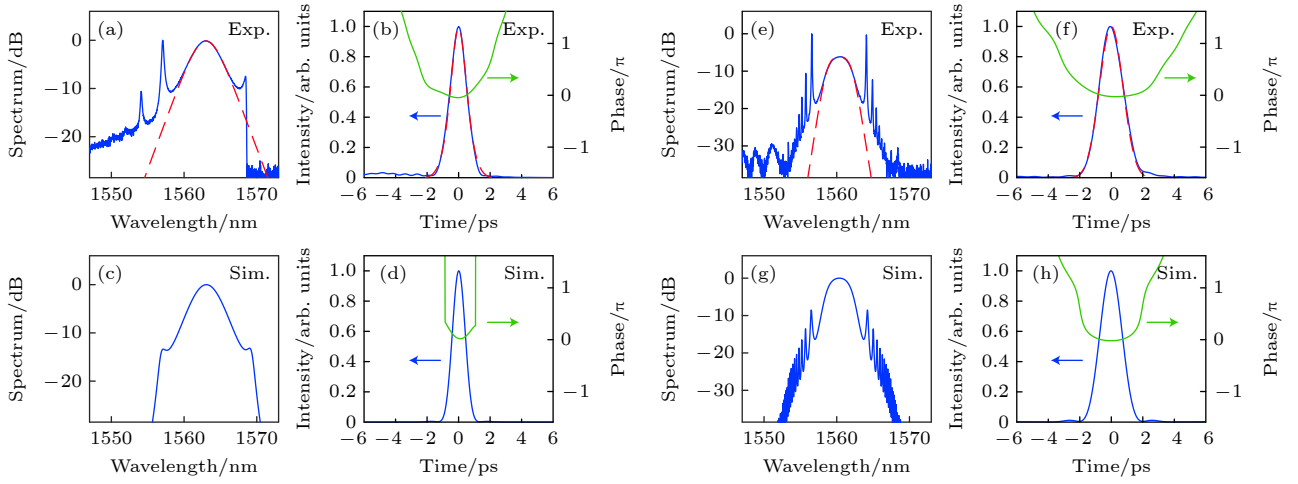 (a) Exp.
Spectrum/dB
0
−10
−20
1550 1560 1570
Wavelength/nm
(b) Exp.
Intensity/arb. units
1.0
0.8
0.6
0.4
0.2
0
−6 −4 −2 0 2 4 6
Time/ps
1
0
−1
Phase/π
(e) Exp.
Spectrum/dB
0
−10
−20
−30
1550 1560 1570
Wavelength/nm
(f) Exp.
Intensity/arb. units
1.0
0.8
0.6
0.4
0.2
0
−6 −4 −2 0 2 4 6
Time/ps
1
0
−1
Phase/π
(c) Sim.
Spectrum/dB
0
−10
−20
1550 1560 1570
Wavelength/nm
(d) Sim.
Intensity/arb. units
1.0
0.8
0.6
0.4
0.2
0
−6 −4 −2 0 2 4 6
Time/ps
1
0
−1
Phase/π
(g) Sim.
Spectrum/dB
0
−10
−20
−30
1550 1560 1570
Wavelength/nm
(h) Sim.
Intensity/arb. units
1.0
0.8
0.6
0.4
0.2
0
−6 −4 −2 0 2 4 6
Time/ps
1
0
−1
Phase/π